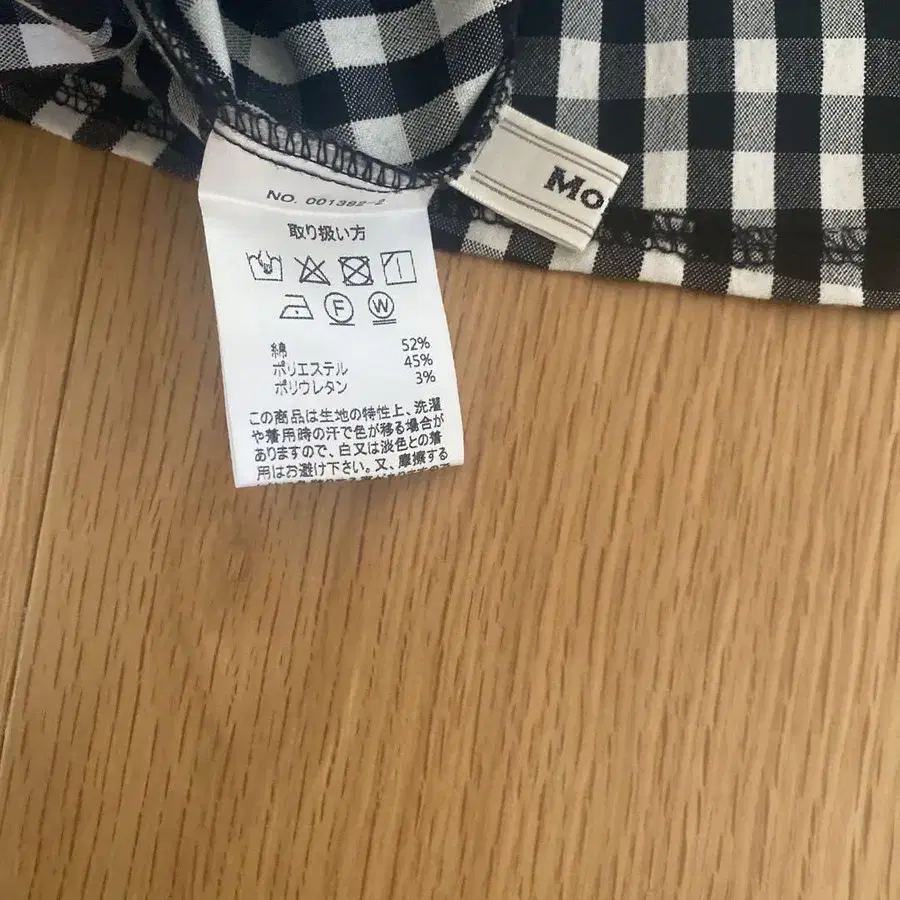 NO. 001382-2
取り扱い方
F W
綿 52%
ポリエステル 45%
ポリウレタン 3%
この商品は生地の特性上、洗濯
や着用時の汗で色が移る場合が
ありますので、白又は淡色との着
用はお避け下さい。又、摩擦する
Mo